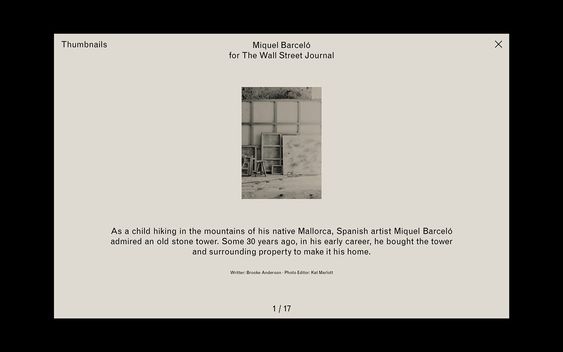 Thumbnails
Miquel Barceló
for The Wall Street Journal
As a child hiking in the mountains of his native Mallorca, Spanish artist Miquel Barceló
admired an old stone tower. Some 30 years ago, in his early career, he bought the tower
and surrounding property to make it his home.
Writer: Brooke Anderson · Photo Editor: Kat Merlott
1 / 17